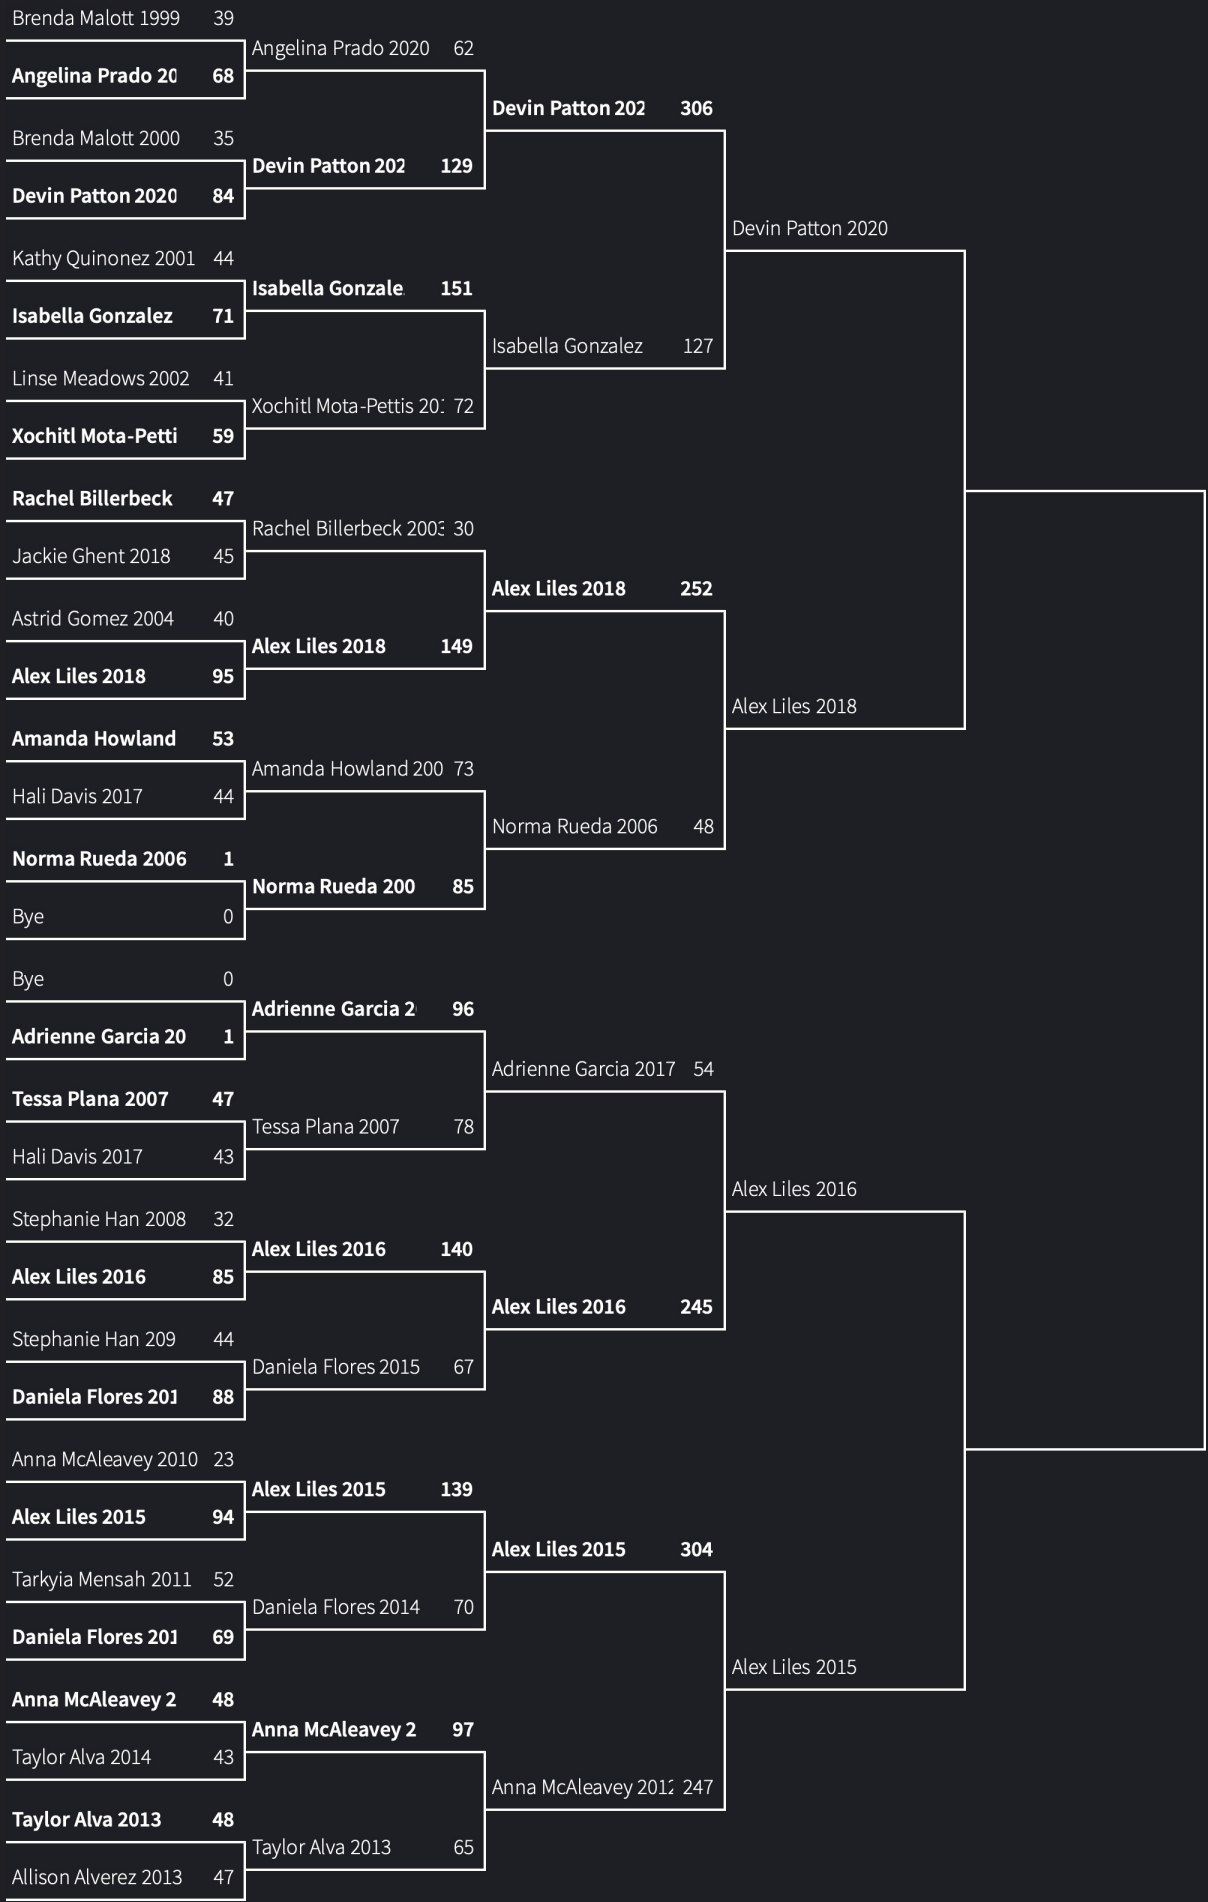 Brenda Malott 1999 39
Angelina Prado 20 68
Brenda Malott 2000 35
Devin Patton 2020 84
Kathy Quinonez 2001 44
Isabella Gonzalez 71
Linse Meadows 2002 41
Xochitl Mota-Petti 59
Rachel Billerbeck 47
Jackie Ghent 2018 45
Astrid Gomez 2004 40
Alex Liles 2018 95
Amanda Howland 53
Hali Davis 2017 44
Norma Rueda 2006 1
Bye 0
Bye 0
Adrienne Garcia 20 1
Tessa Plana 2007 47
Hali Davis 2017 43
Stephanie Han 2008 32
Alex Liles 2016 85
Stephanie Han 209 44
Daniela Flores 201 88
Anna McAleavey 2010 23
Alex Liles 2015 94
Tarkyia Mensah 2011 52
Daniela Flores 201 69
Anna McAleavey 2 48
Taylor Alva 2014 43
Taylor Alva 2013 48
Allison Alverez 2013 47
Angelina Prado 2020 62
Devin Patton 202 129
Isabella Gonzale 151
Xochitl Mota-Pettis 201 72
Rachel Billerbeck 2003 30
Alex Liles 2018 149
Amanda Howland 200 73
Norma Rueda 200 85
Adrienne Garcia 2 96
Tessa Plana 2007 78
Alex Liles 2016 140
Daniela Flores 2015 67
Alex Liles 2015 139
Daniela Flores 2014 70
Anna McAleavey 2 97
Taylor Alva 2013 65
Devin Patton 202 306
Isabella Gonzalez 127
Alex Liles 2018 252
Norma Rueda 2006 48
Adrienne Garcia 2017 54
Alex Liles 2016 245
Alex Liles 2015 304
Anna McAleavey 2012 247
Devin Patton 2020
Alex Liles 2018
Alex Liles 2016
Alex Liles 2015